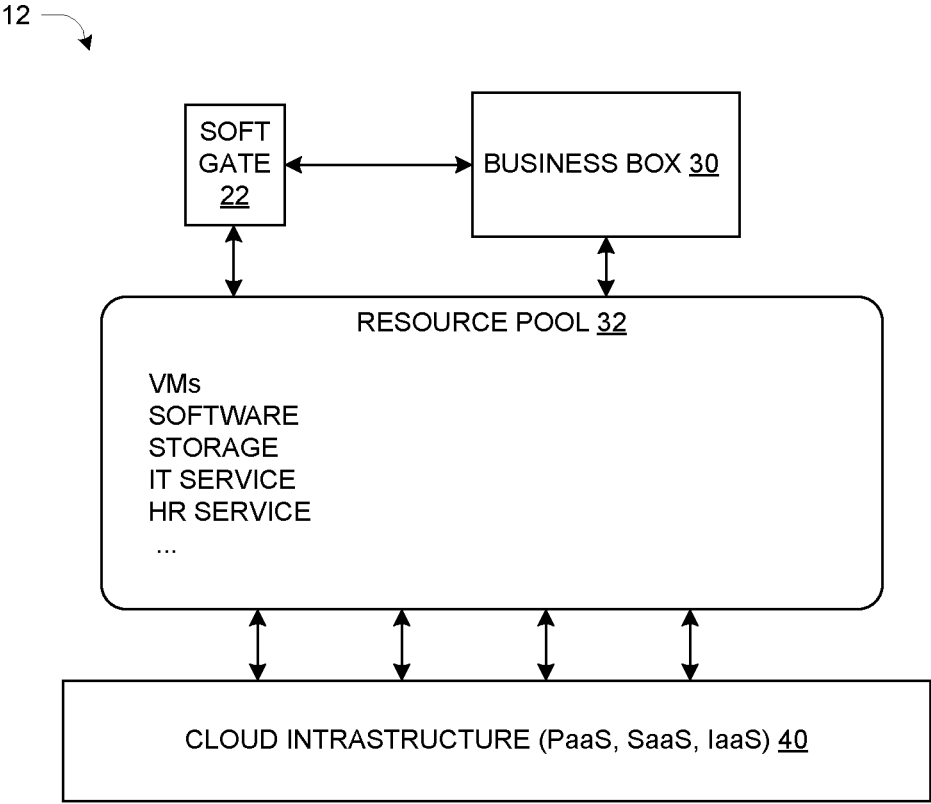 12
SOFT
GATE
22
BUSINESS BOX 30
RESOURCE POOL 32
VMs
SOFTWARE
STORAGE
IT SERVICE
HR SERVICE
...
CLOUD INTRASTRUCTURE (PaaS, SaaS, IaaS) 40